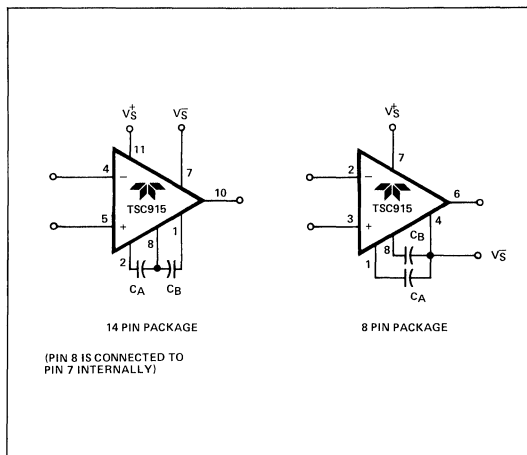 V+S V-S
11
4 − 7
TSC915 10
5 + 8 1
2
CA CB
14 PIN PACKAGE
(PIN 8 IS CONNECTED TO
PIN 7 INTERNALLY)
V+S
7
2 −
TSC915 6
3 + CB 4
8 V-S
1
CA
8 PIN PACKAGE